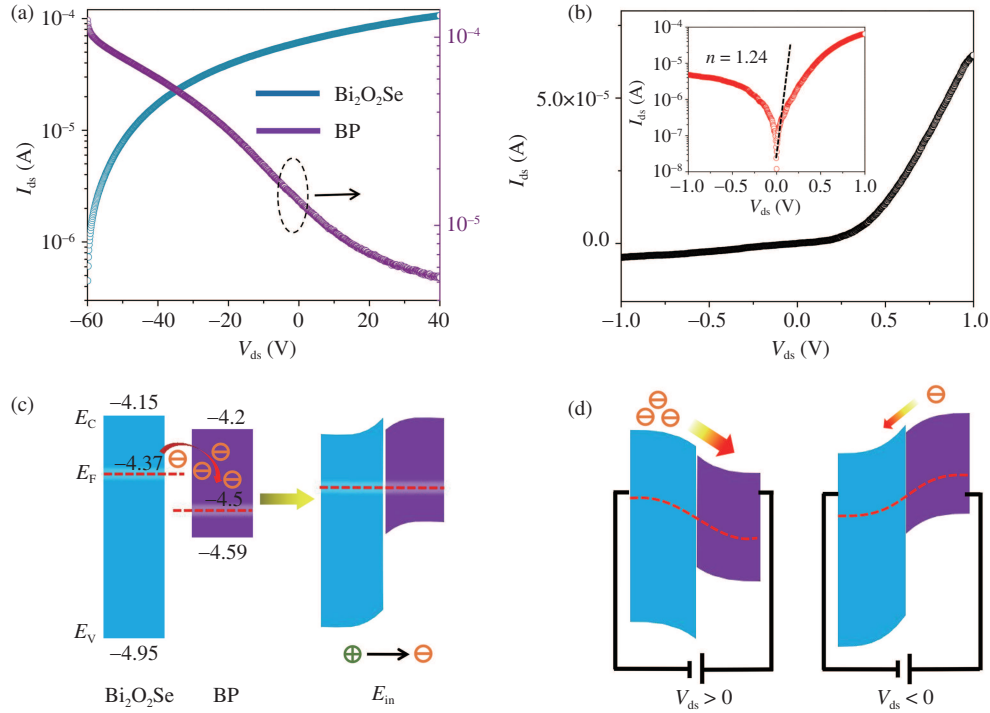 (a)
10⁻⁴
10⁻⁵
10⁻⁶
I_ds (A)
Bi₂O₂Se
BP
10⁻⁴
10⁻⁵
−60
−40
−20
0
20
40
V_ds (V)
(b)
5.0×10⁻⁵
0.0
I_ds (A)
n = 1.24
10⁻⁴
10⁻⁵
10⁻⁶
10⁻⁷
10⁻⁸
I_ds (A)
−1.0
−0.5
0.0
0.5
1.0
V_ds (V)
−1.0
−0.5
0.0
0.5
1.0
V_ds (V)
(c)
E_C
−4.15
−4.2
E_F
−4.37
−4.5
−4.59
E_V
−4.95
Bi₂O₂Se
BP
E_in
(d)
V_ds > 0
V_ds < 0